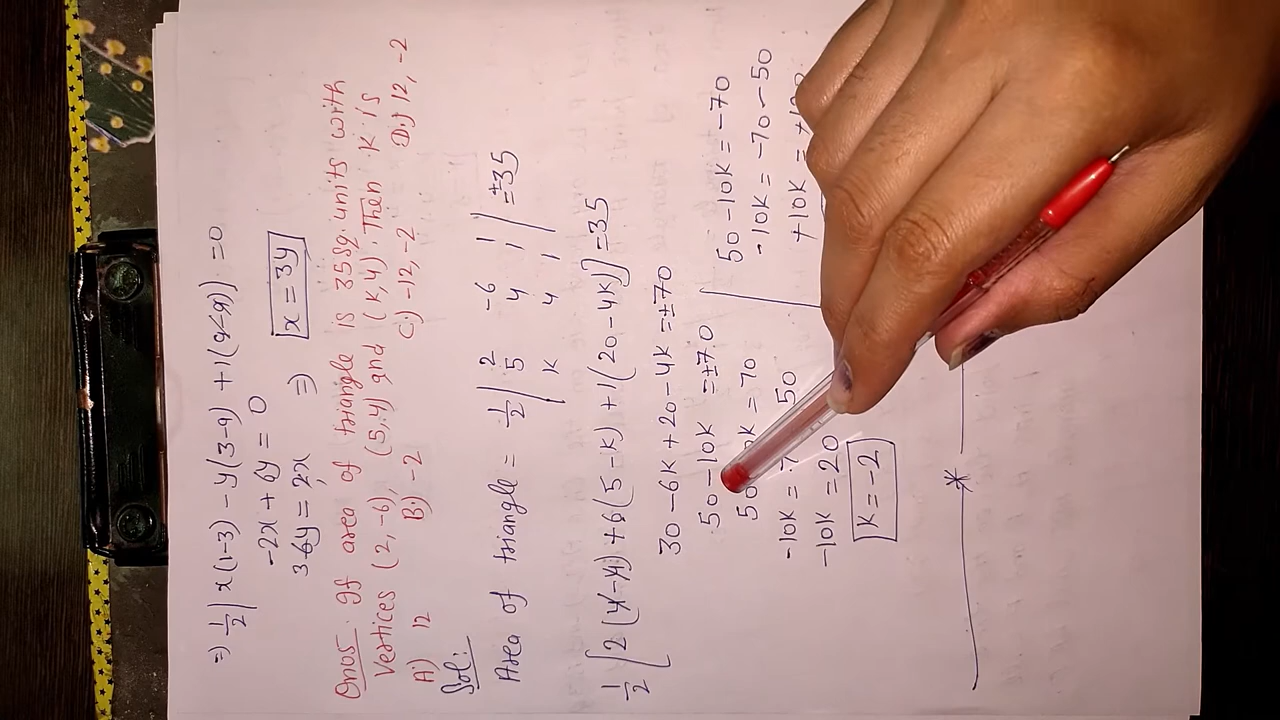 ⇒ 1/2 | x(1-3) - y(3-9) + 1(9-9)) = 0
-2x + 6y = 0
36y = 2x ⇒ x = 3y
Qno5. If area of triangle is 35 Sq. units with
Vertices (2, -6), (5,4) and (K,4). Then K is
A) 12 B) -2 C) -12, -2 D) 12, -2
Sol:
Area of triangle = 1/2 | 2 -6 1
5 4 1
K 4 1 | = ±35
1/2 [2(4-4) + 6(5-K) + 1(20-4K)] = 35
30 - 6K + 20 - 4K = ±70
50 - 10K = ±70
50 K = 70
-10K = 50
-10K = 20
K = -2
50 - 10K = -70
-10K = -70 - 50
+10K =
*